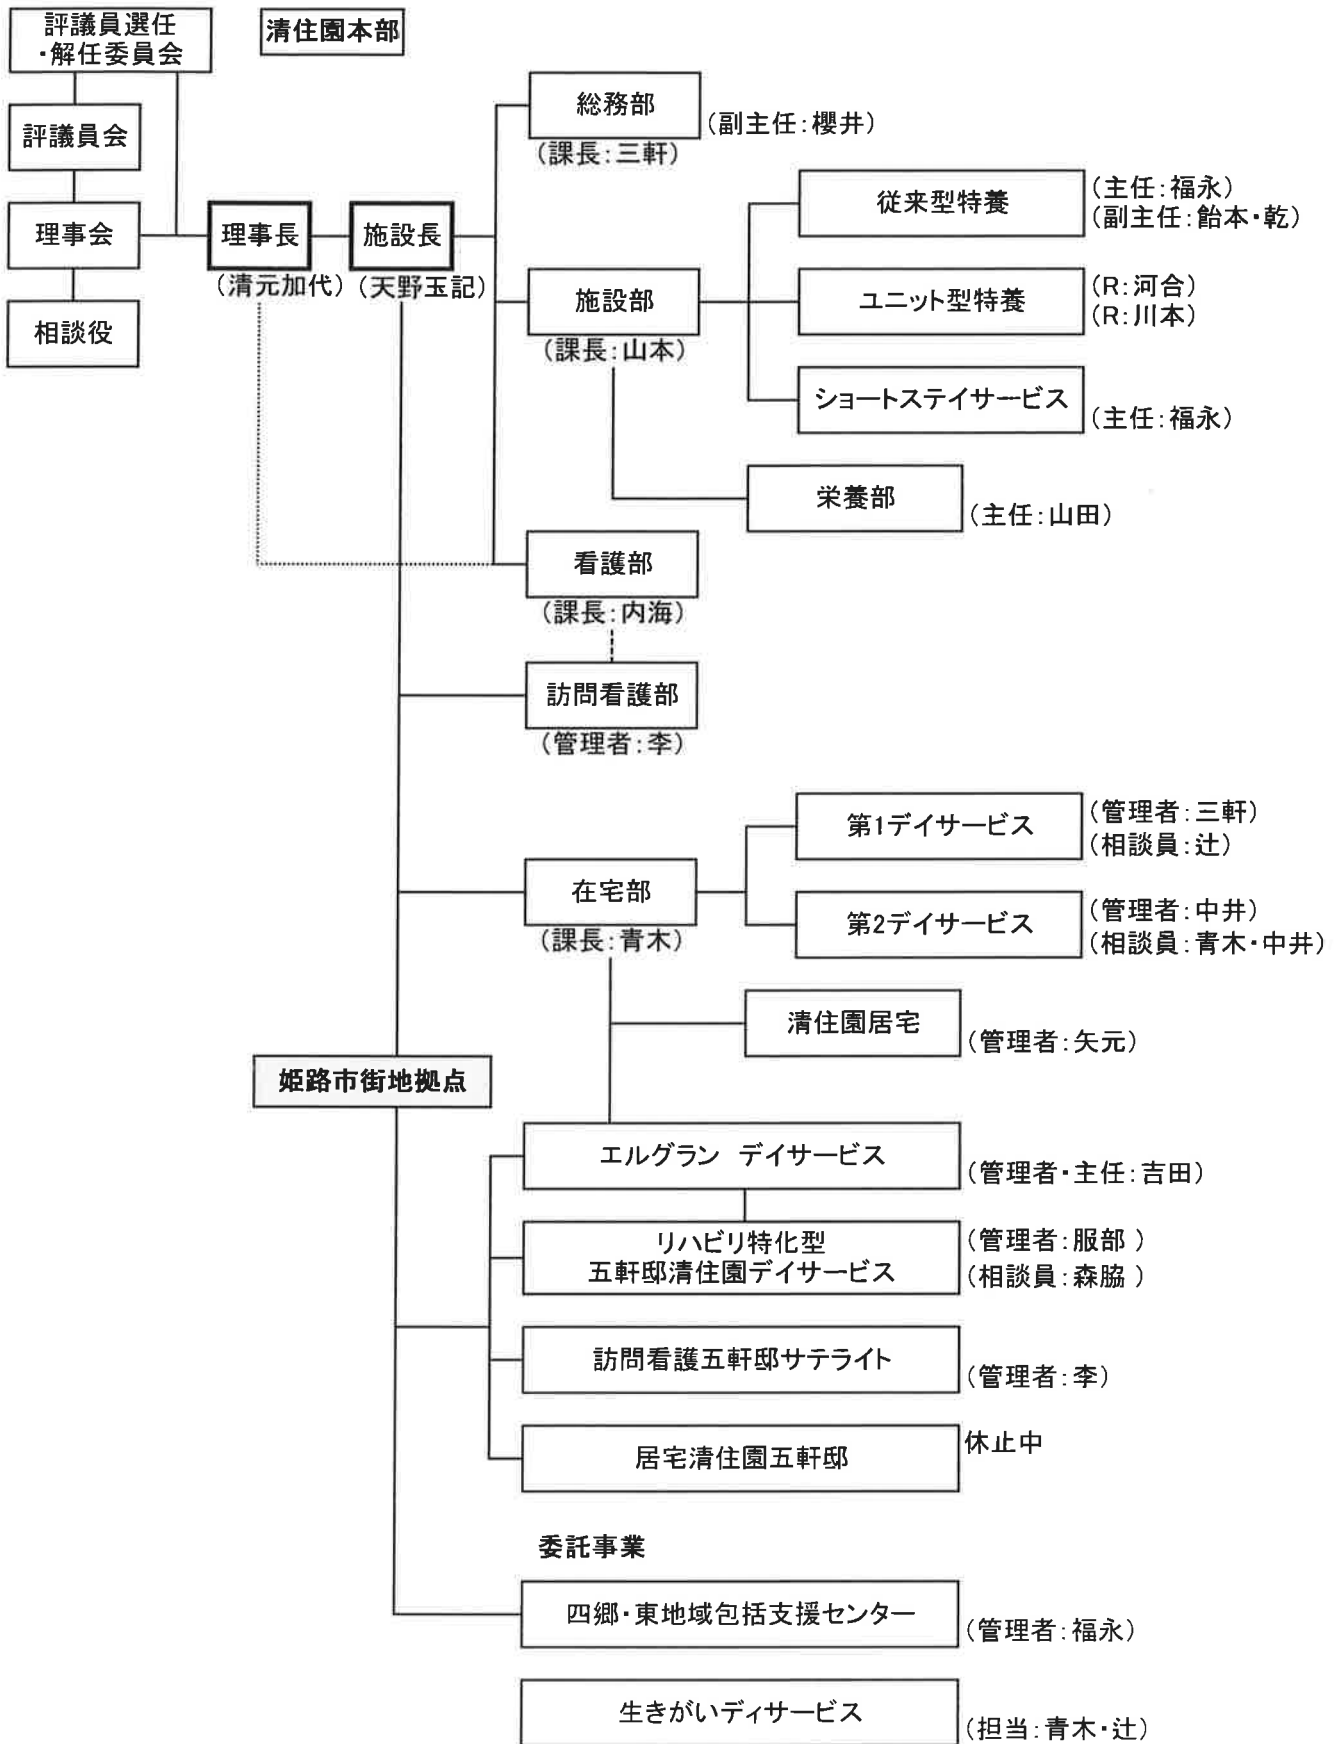 評議員選任
・解任委員会
清住園本部
評議員会
理事会
相談役
理事長
(清元加代)
施設長
(天野玉記)
総務部
(副主任:櫻井)
(課長:三軒)
施設部
(課長:山本)
従来型特養
(主任:福永)
(副主任:飴本・乾)
ユニット型特養
(R:河合)
(R:川本)
ショートステイサービス
(主任:福永)
栄養部
(主任:山田)
看護部
(課長:内海)
訪問看護部
(管理者:李)
在宅部
(課長:青木)
第1デイサービス
(管理者:三軒)
(相談員:辻)
第2デイサービス
(管理者:中井)
(相談員:青木・中井)
清住園居宅
(管理者:矢元)
姫路市街地拠点
エルグラン デイサービス
(管理者・主任:吉田)
リハビリ特化型
五軒邸清住園デイサービス
(管理者:服部 )
(相談員:森脇 )
訪問看護五軒邸サテライト
(管理者:李)
居宅清住園五軒邸
休止中
委託事業
四郷・東地域包括支援センター
(管理者:福永)
生きがいディサービス
(担当:青木・辻)